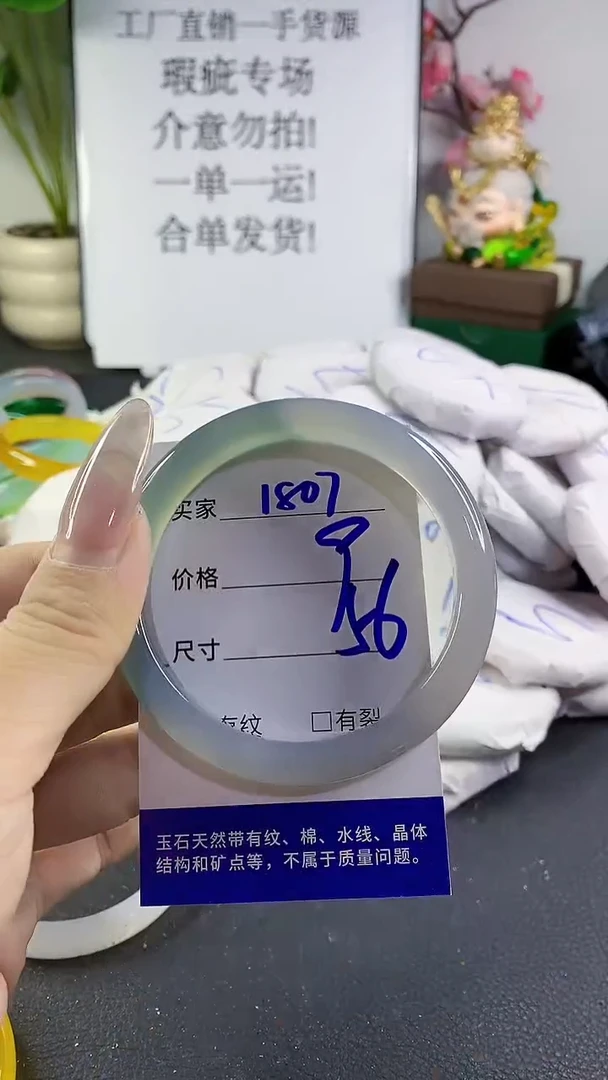 工厂直销一手货源
瑕疵专场
介意勿拍!
一单一运!
合单发货!
买家 1807
价格
尺寸 56
有纹 □有裂
玉石天然带有纹、棉、水线、晶体
结构和矿点等，不属于质量问题。